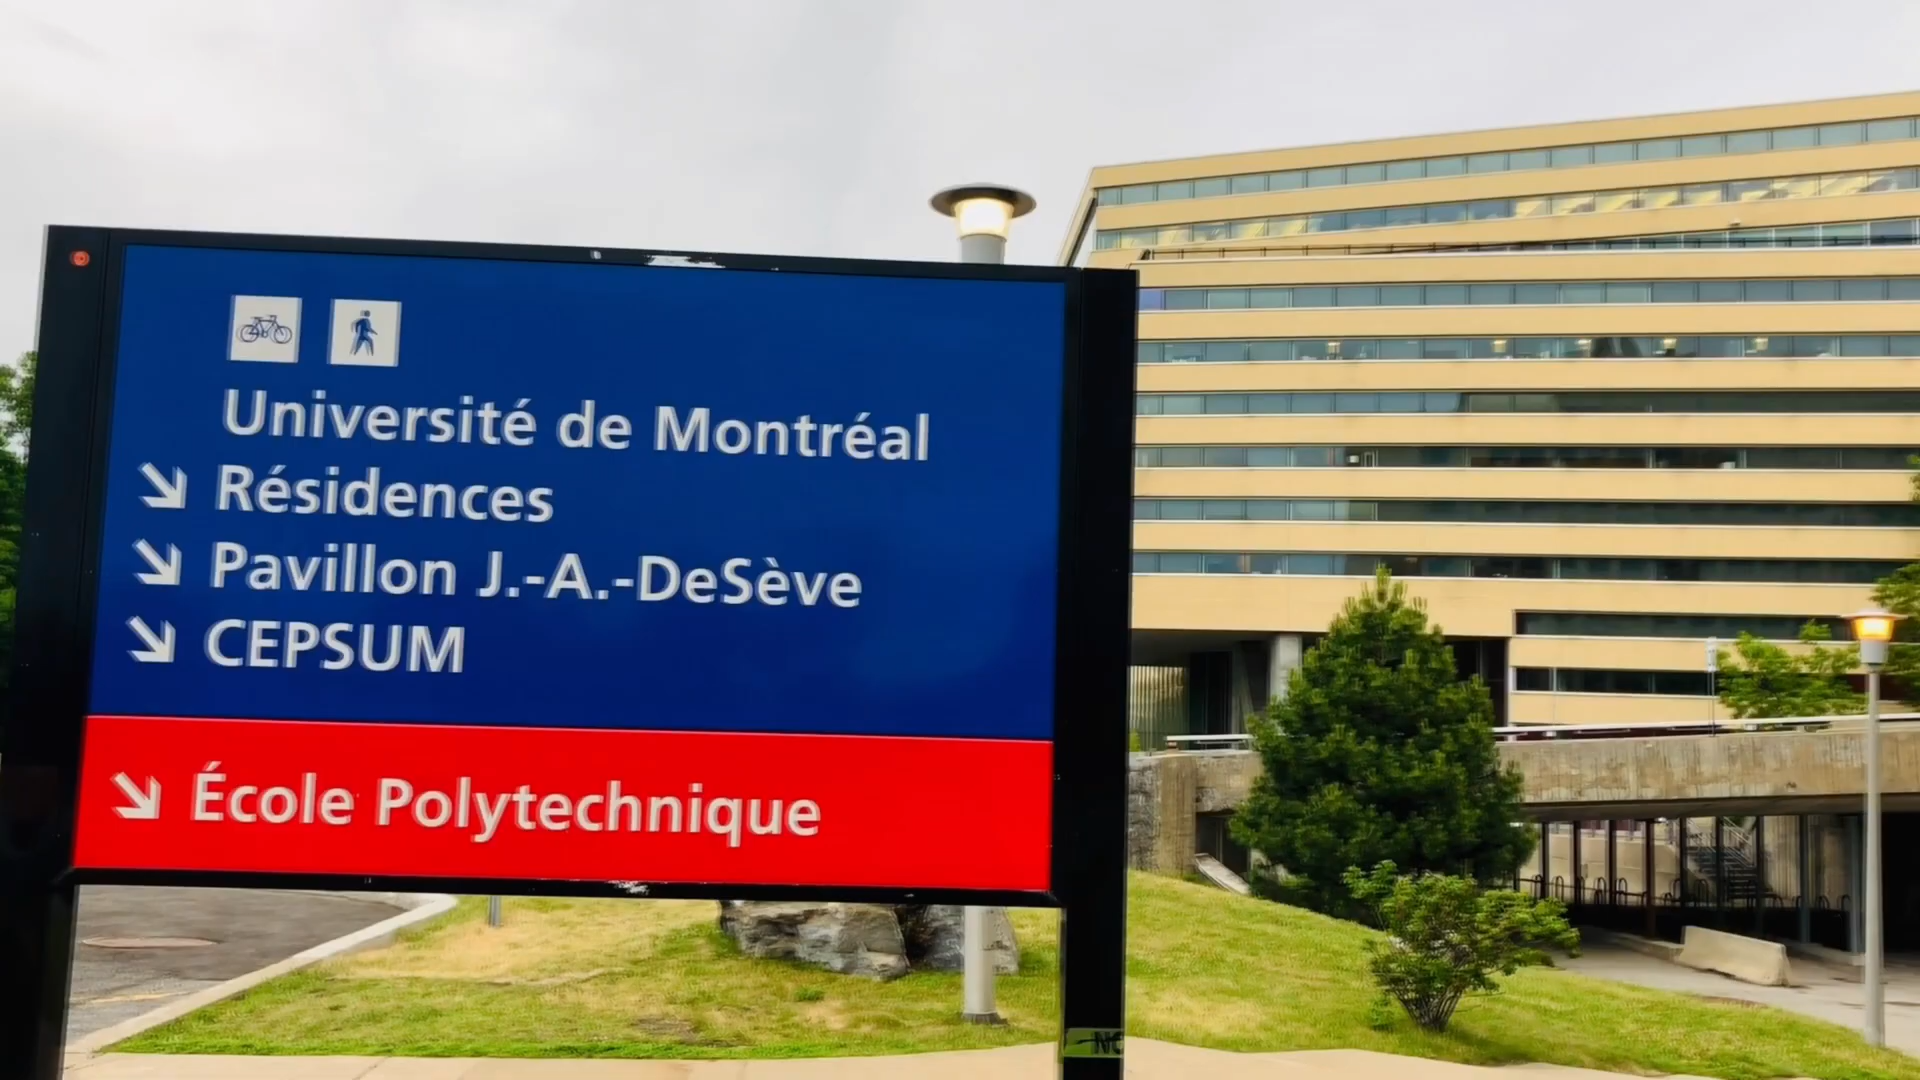 Université de Montréal
Résidences
Pavillon J.-A.-DeSève
CEPSUM
École Polytechnique